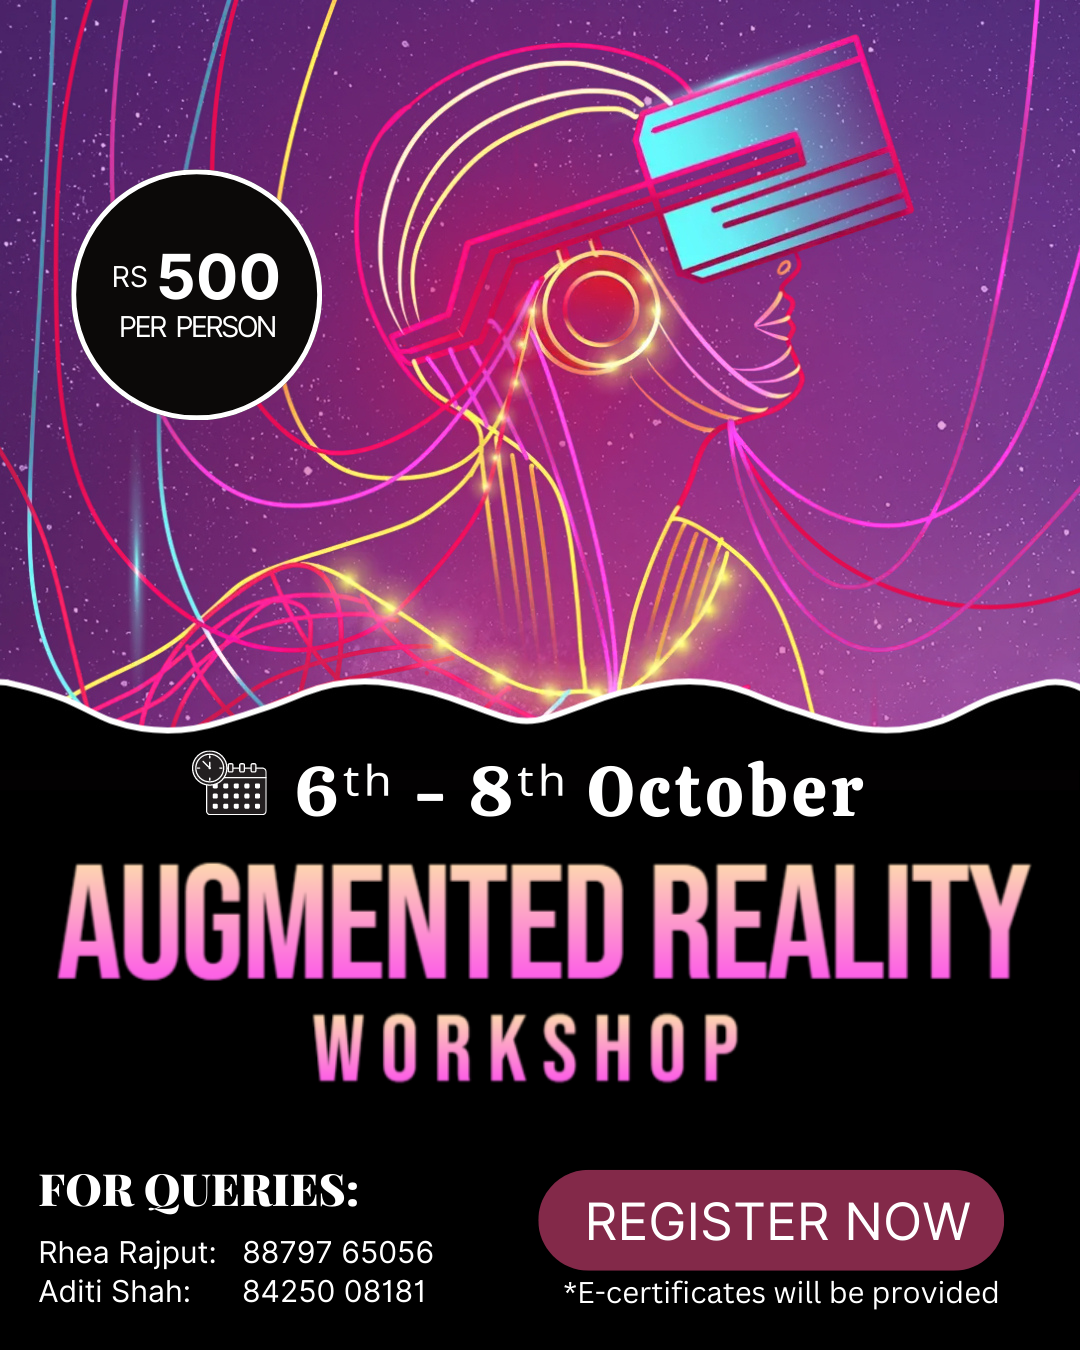 RS 500
PER PERSON
6th - 8th October
AUGMENTED REALITY
WORKSHOP
FOR QUERIES:
Rhea Rajput: 88797 65056
Aditi Shah: 84250 08181
REGISTER NOW
*E-certificates will be provided